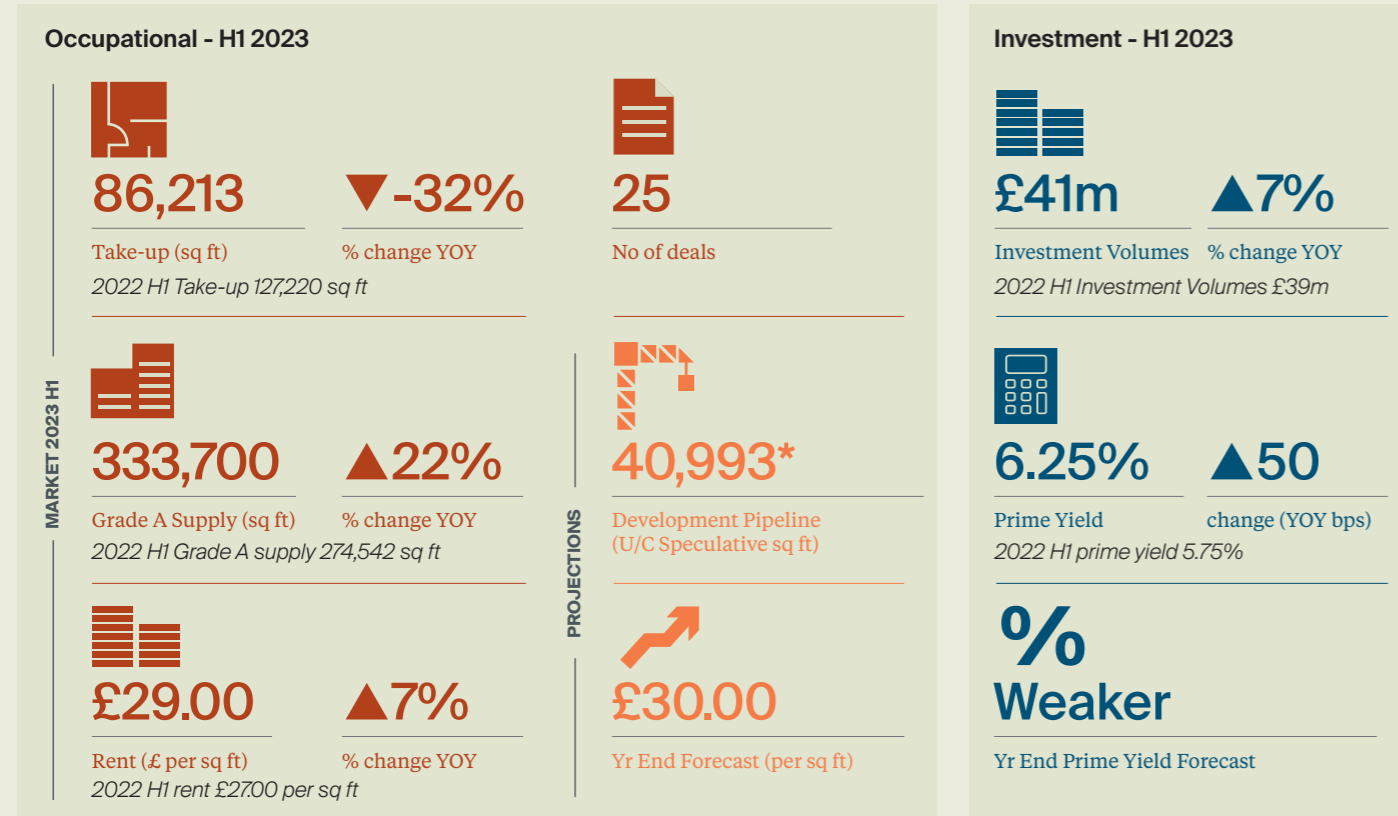 Occupational - H1 2023
MARKET 2023 H1
86,213
▼-32%
Take-up (sq ft)
% change YOY
2022 H1 Take-up 127,220 sq ft
25
No of deals
333,700
▲22%
Grade A Supply (sq ft)
% change YOY
2022 H1 Grade A supply 274,542 sq ft
£29.00
▲7%
Rent (£ per sq ft)
% change YOY
2022 H1 rent £27.00 per sq ft
PROJECTIONS
40,993*
Development Pipeline
(U/C Speculative sq ft)
£30.00
Yr End Forecast (per sq ft)
Investment - H1 2023
£41m
▲7%
Investment Volumes
% change YOY
2022 H1 Investment Volumes £39m
6.25%
▲50
Prime Yield
change (YOY bps)
2022 H1 prime yield 5.75%
%
Weaker
Yr End Prime Yield Forecast